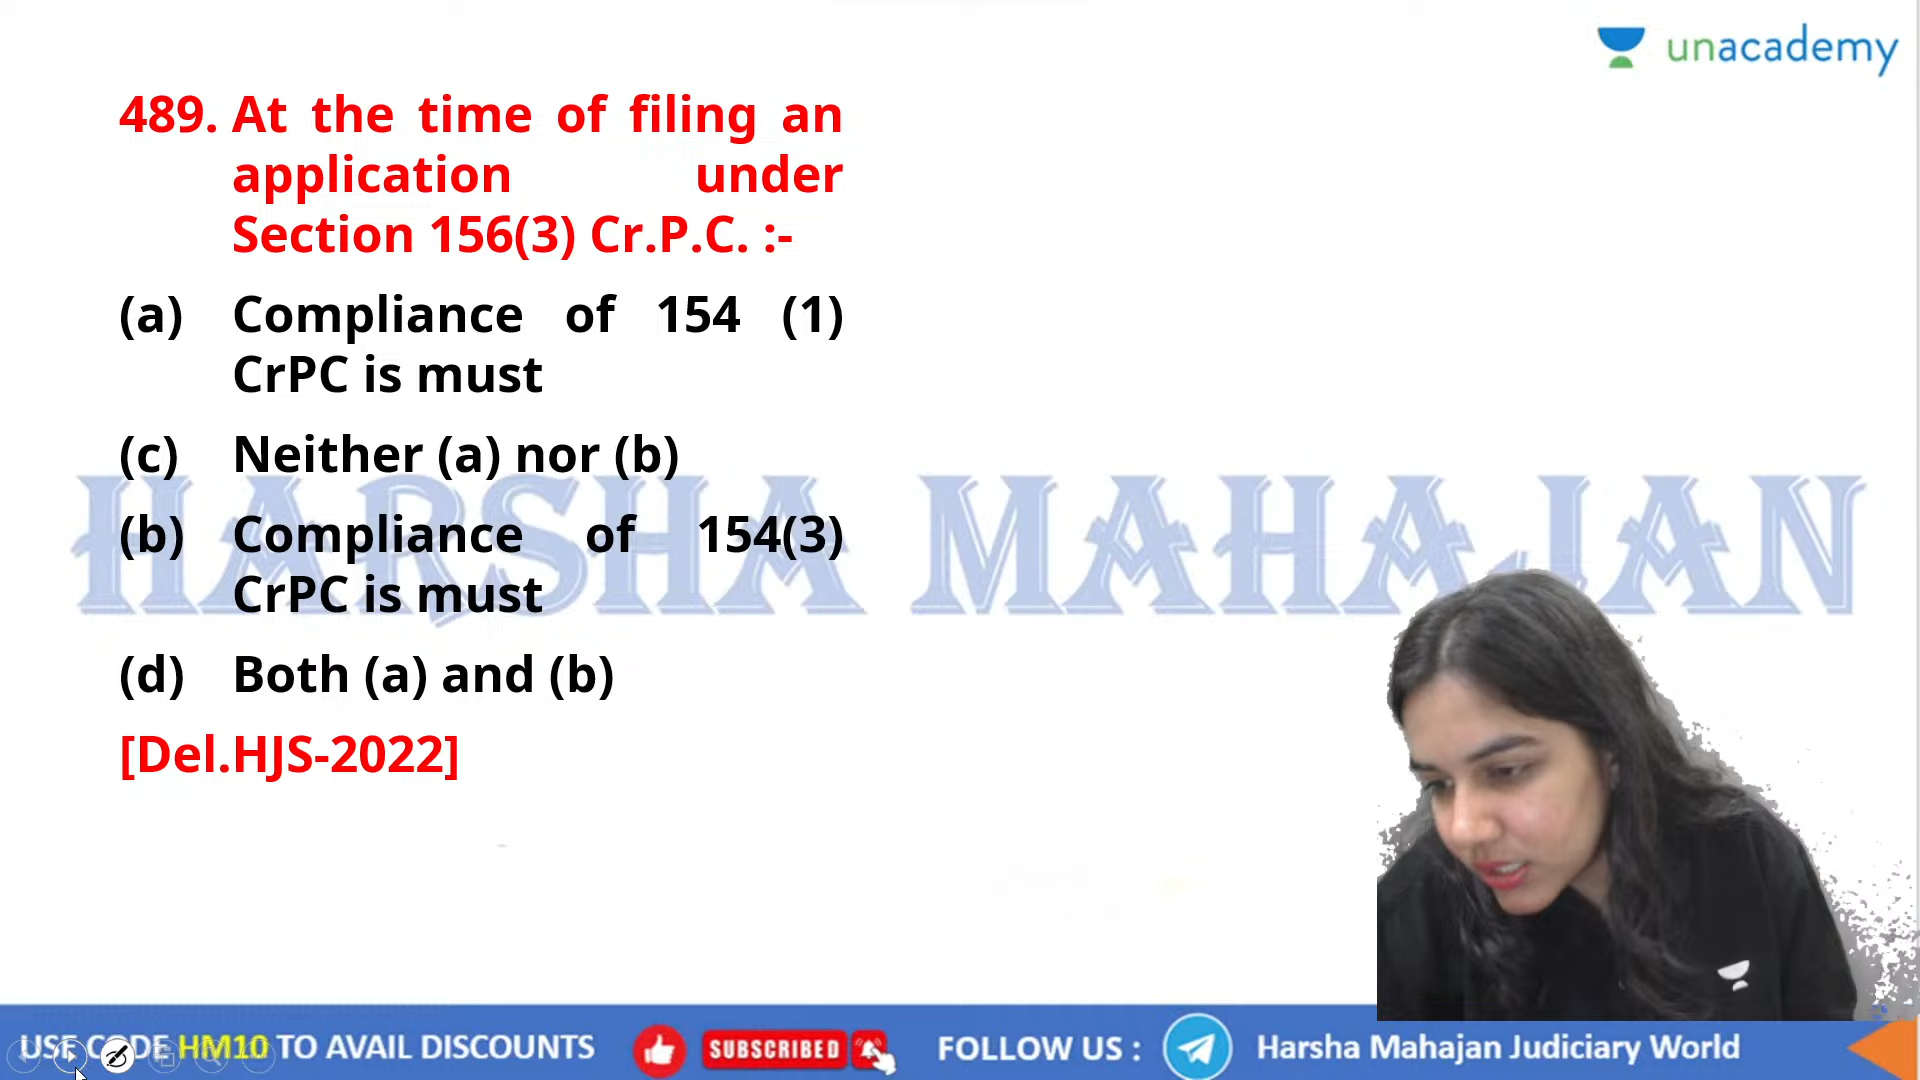 unacademy
489. At the time of filing an
application under
Section 156(3) Cr.P.C. :-
(a) Compliance of 154 (1)
CrPC is must
(c) Neither (a) nor (b)
HARSHA MAHAJAN
(b) Compliance of 154(3)
CrPC is must
(d) Both (a) and (b)
[Del.HJS-2022]
USE CODE HM10 TO AVAIL DISCOUNTS
SUBSCRIBED
FOLLOW US :
Harsha Mahajan Judiciary World